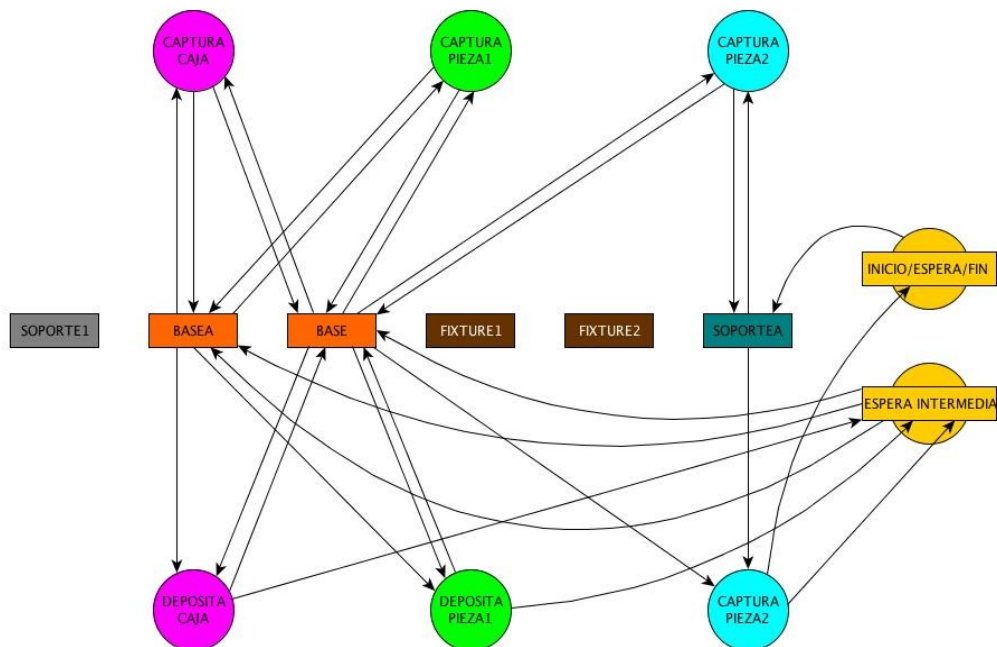 CAPTURA
CAJA
CAPTURA
PIEZA1
CAPTURA
PIEZA2
INICIO/ESPERA/FIN
SOPORTE1
BASEA
BASE
FIXTURE1
FIXTURE2
SOPORTEA
ESPERA INTERMEDIA
DEPOSITA
CAJA
DEPOSITA
PIEZA1
CAPTURA
PIEZA2